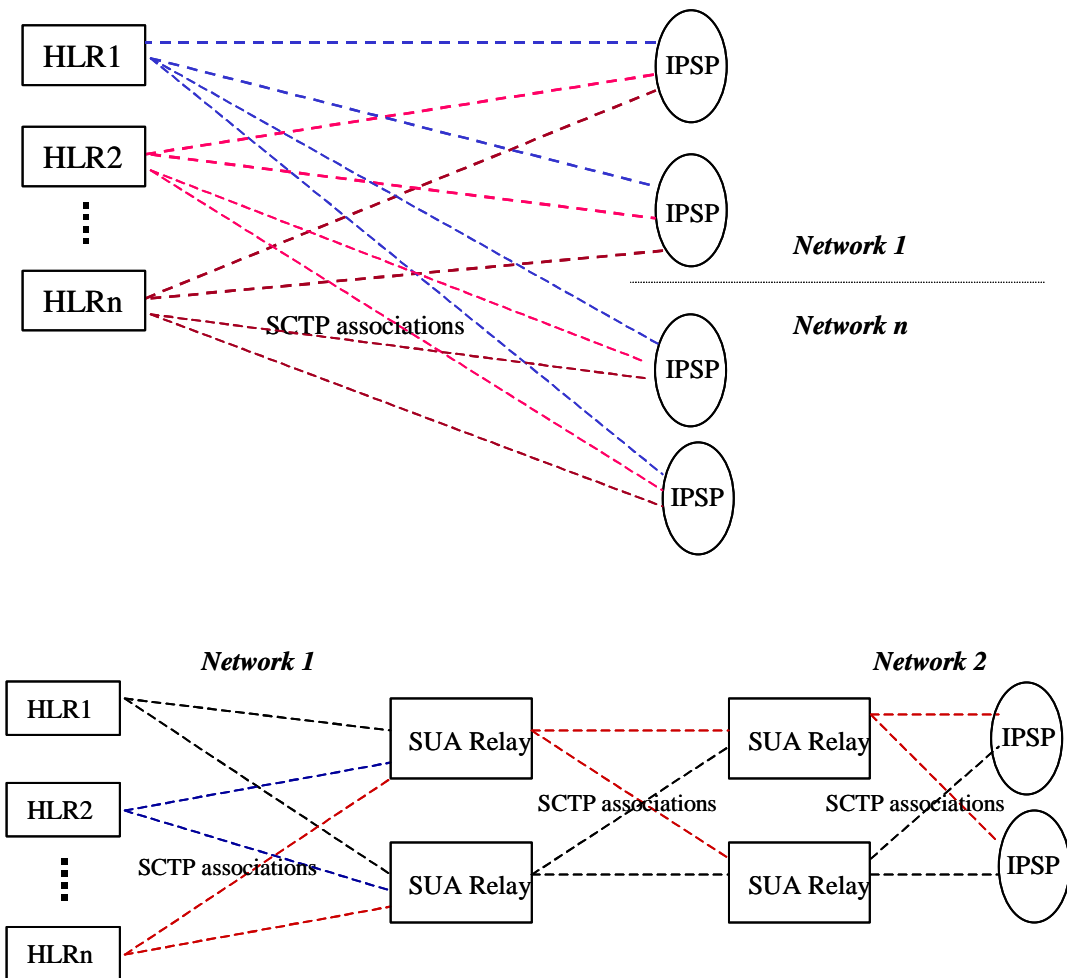 HLR1
IPSP
HLR2
IPSP
Network 1
HLRn
SCTP associations
Network n
IPSP
IPSP
Network 1
Network 2
HLR1
SUA Relay
SUA Relay
IPSP
HLR2
SCTP associations
SCTP associations
SCTP associations
SUA Relay
SUA Relay
IPSP
HLRn